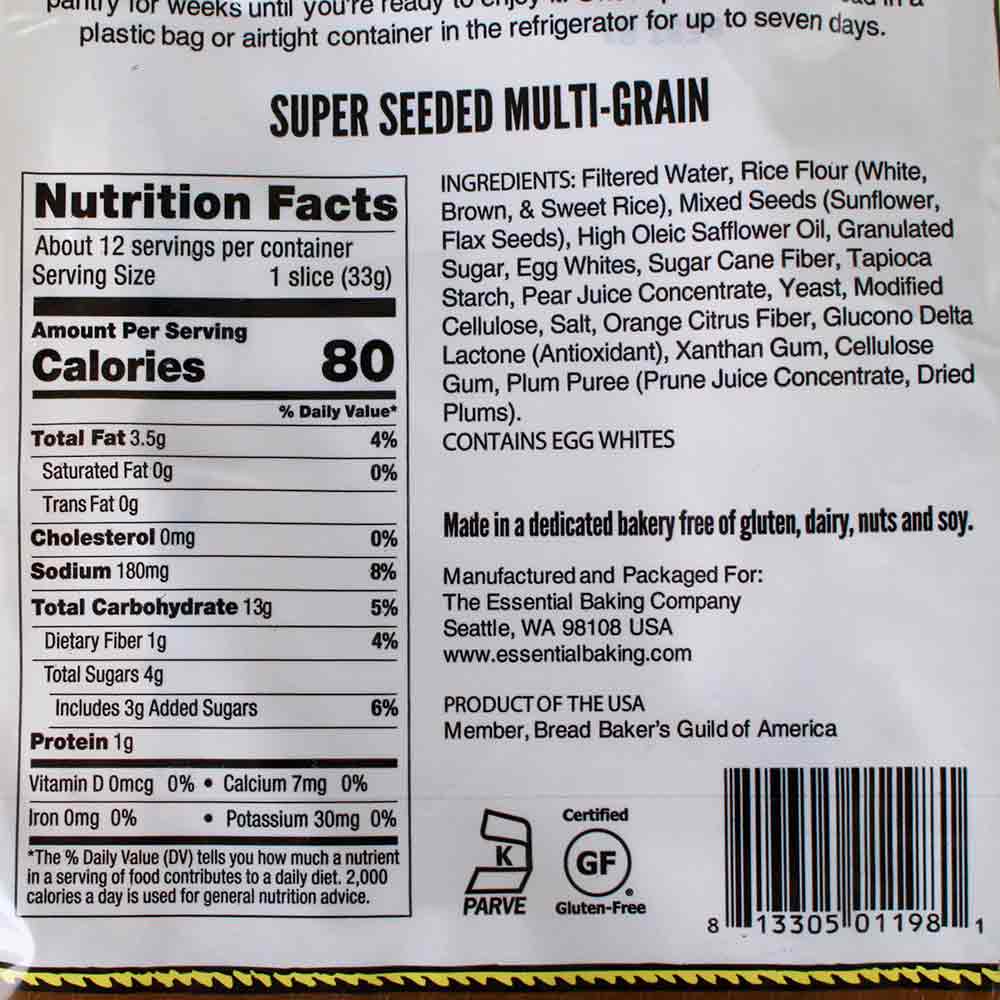 pantry for weeks until you're ready to enjoy it.
plastic bag or airtight container in the refrigerator for up to seven days.
SUPER SEEDED MULTI-GRAIN
Nutrition Facts
About 12 servings per container
Serving Size 1 slice (33g)
Amount Per Serving
Calories 80
% Daily Value*
Total Fat 3.5g 4%
Saturated Fat 0g 0%
Trans Fat 0g
Cholesterol 0mg 0%
Sodium 180mg 8%
Total Carbohydrate 13g 5%
Dietary Fiber 1g 4%
Total Sugars 4g
Includes 3g Added Sugars 6%
Protein 1g
Vitamin D 0mcg 0% • Calcium 7mg 0%
Iron 0mg 0% • Potassium 30mg 0%
*The % Daily Value (DV) tells you how much a nutrient
in a serving of food contributes to a daily diet. 2,000
calories a day is used for general nutrition advice.
INGREDIENTS: Filtered Water, Rice Flour (White,
Brown, & Sweet Rice), Mixed Seeds (Sunflower,
Flax Seeds), High Oleic Safflower Oil, Granulated
Sugar, Egg Whites, Sugar Cane Fiber, Tapioca
Starch, Pear Juice Concentrate, Yeast, Modified
Cellulose, Salt, Orange Citrus Fiber, Glucono Delta
Lactone (Antioxidant), Xanthan Gum, Cellulose
Gum, Plum Puree (Prune Juice Concentrate, Dried
Plums).
CONTAINS EGG WHITES
Made in a dedicated bakery free of gluten, dairy, nuts and soy.
Manufactured and Packaged For:
The Essential Baking Company
Seattle, WA 98108 USA
www.essentialbaking.com
PRODUCT OF THE USA
Member, Bread Baker's Guild of America
K
PARVE
Certified
GF
®
Gluten-Free
8 13305 01198 1